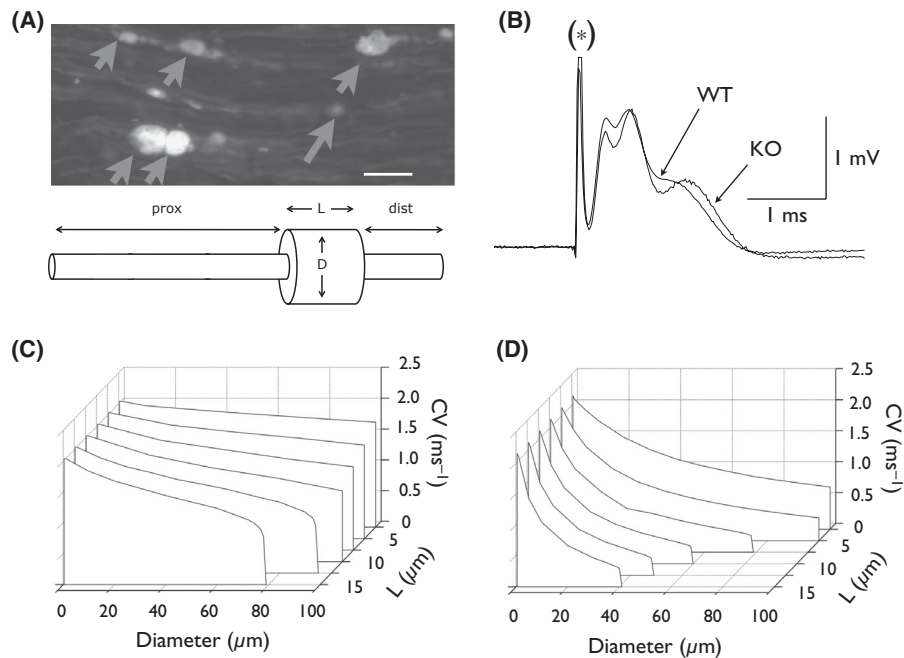 (A)
prox
L
dist
D
(B)
(*)
WT
KO
1 mV
1 ms
(C)
2.5
2.0
1.5
1.0
0.5
0
CV (ms⁻¹)
5
10
15
L (µm)
0 20 40 60 80 100
Diameter (µm)
(D)
2.5
2.0
1.5
1.0
0.5
0
CV (ms⁻¹)
5
10
15
L (µm)
0 20 40 60 80 100
Diameter (µm)